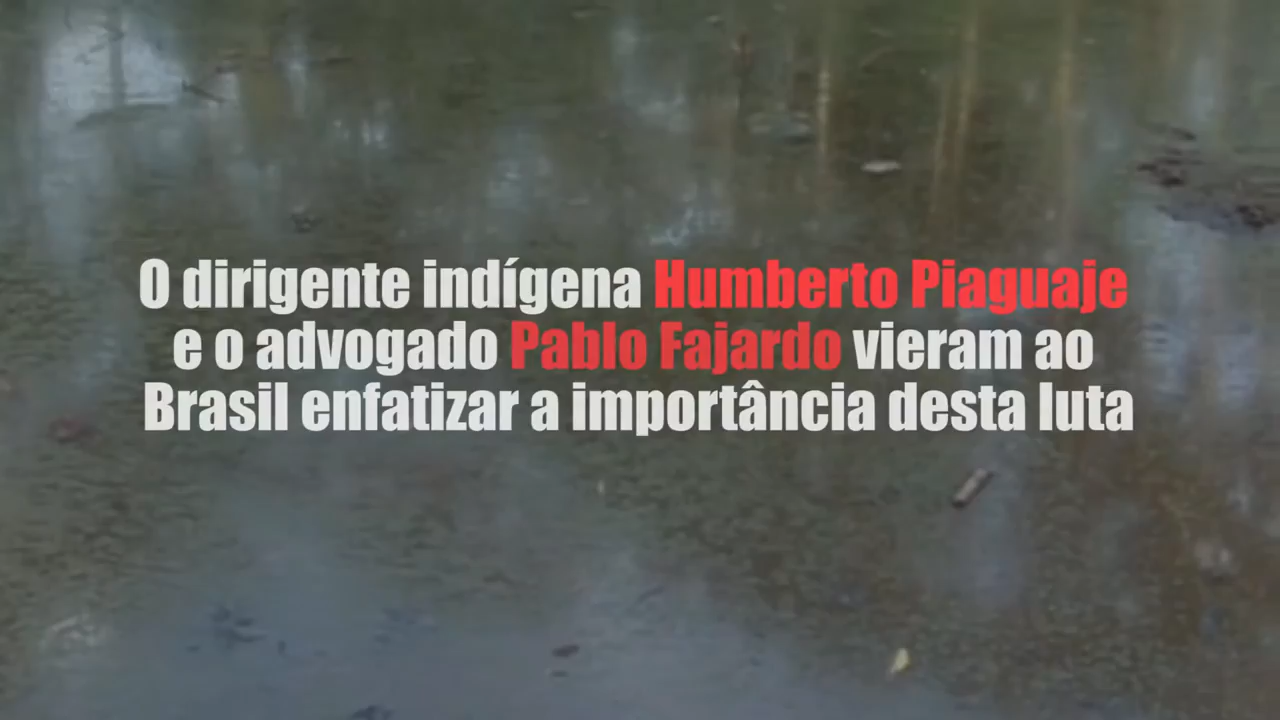 O dirigente indígena Humberto Piaguaje
e o advogado Pablo Fajardo vieram ao
Brasil enfatizar a importância desta luta